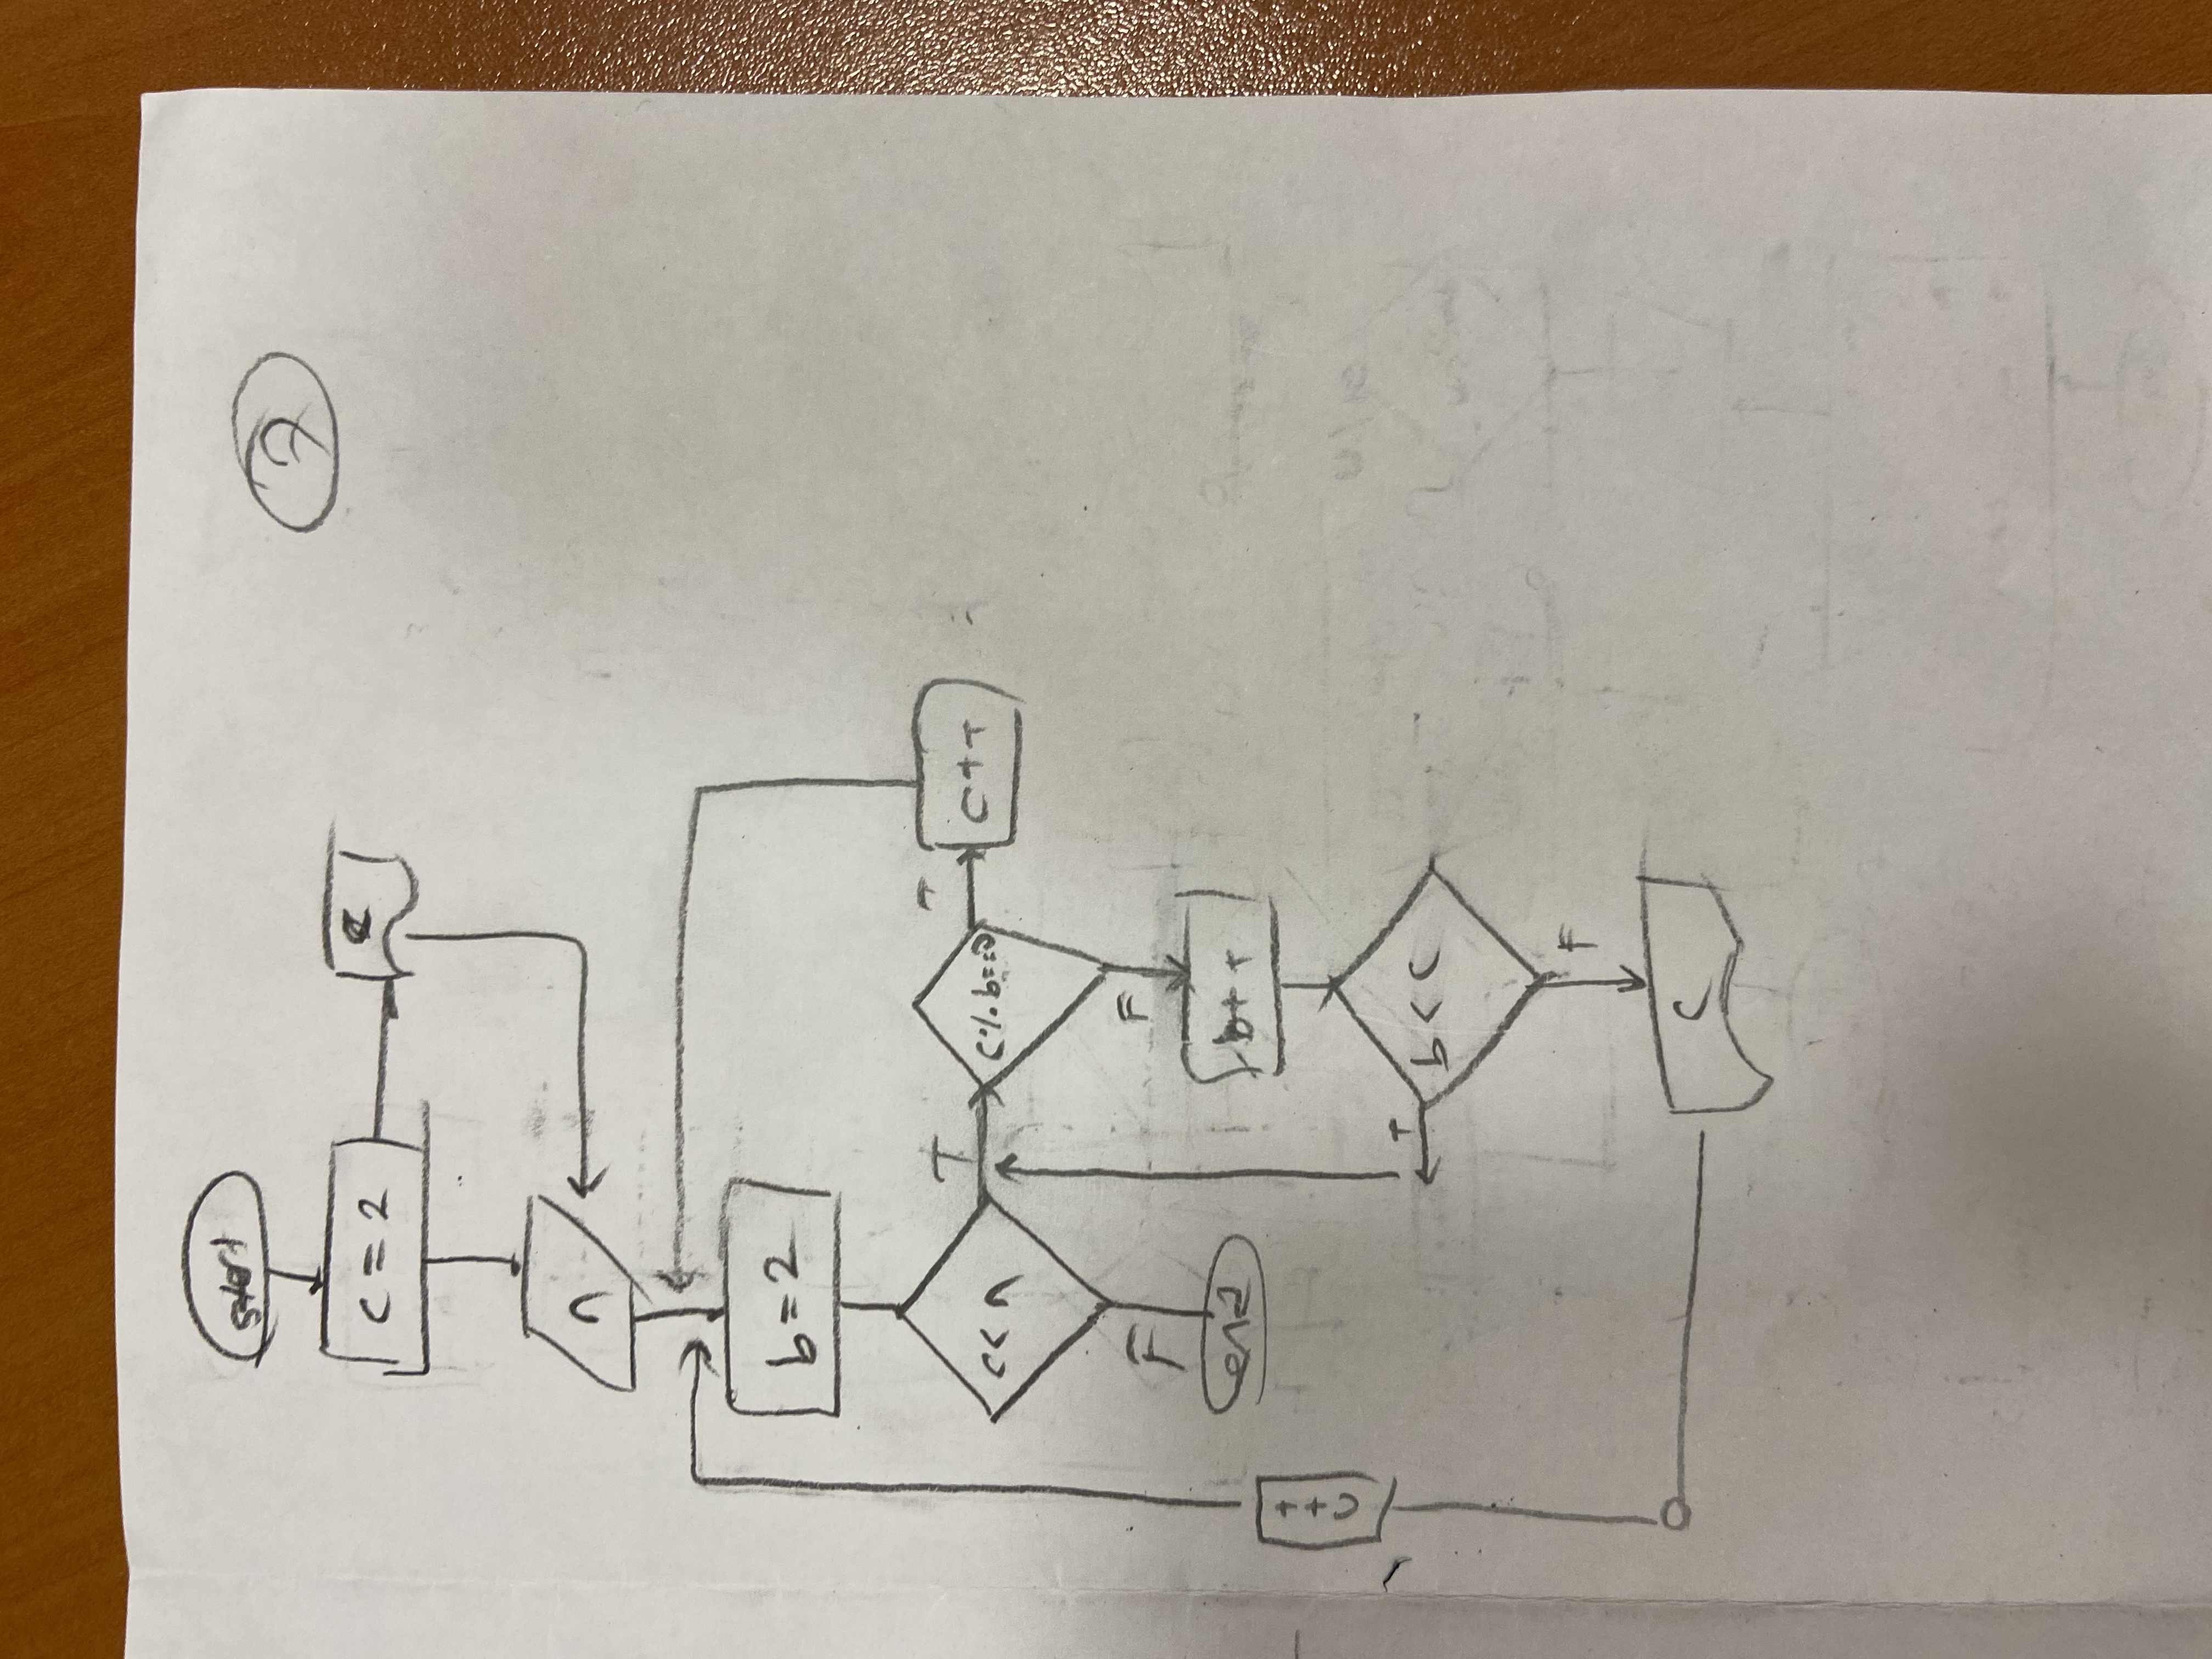 start
7
c = 2
c
n
b = 2
c < n
T
c % b == 0
T
c++
F
end
F
b++
c++
b < c
T
F
c